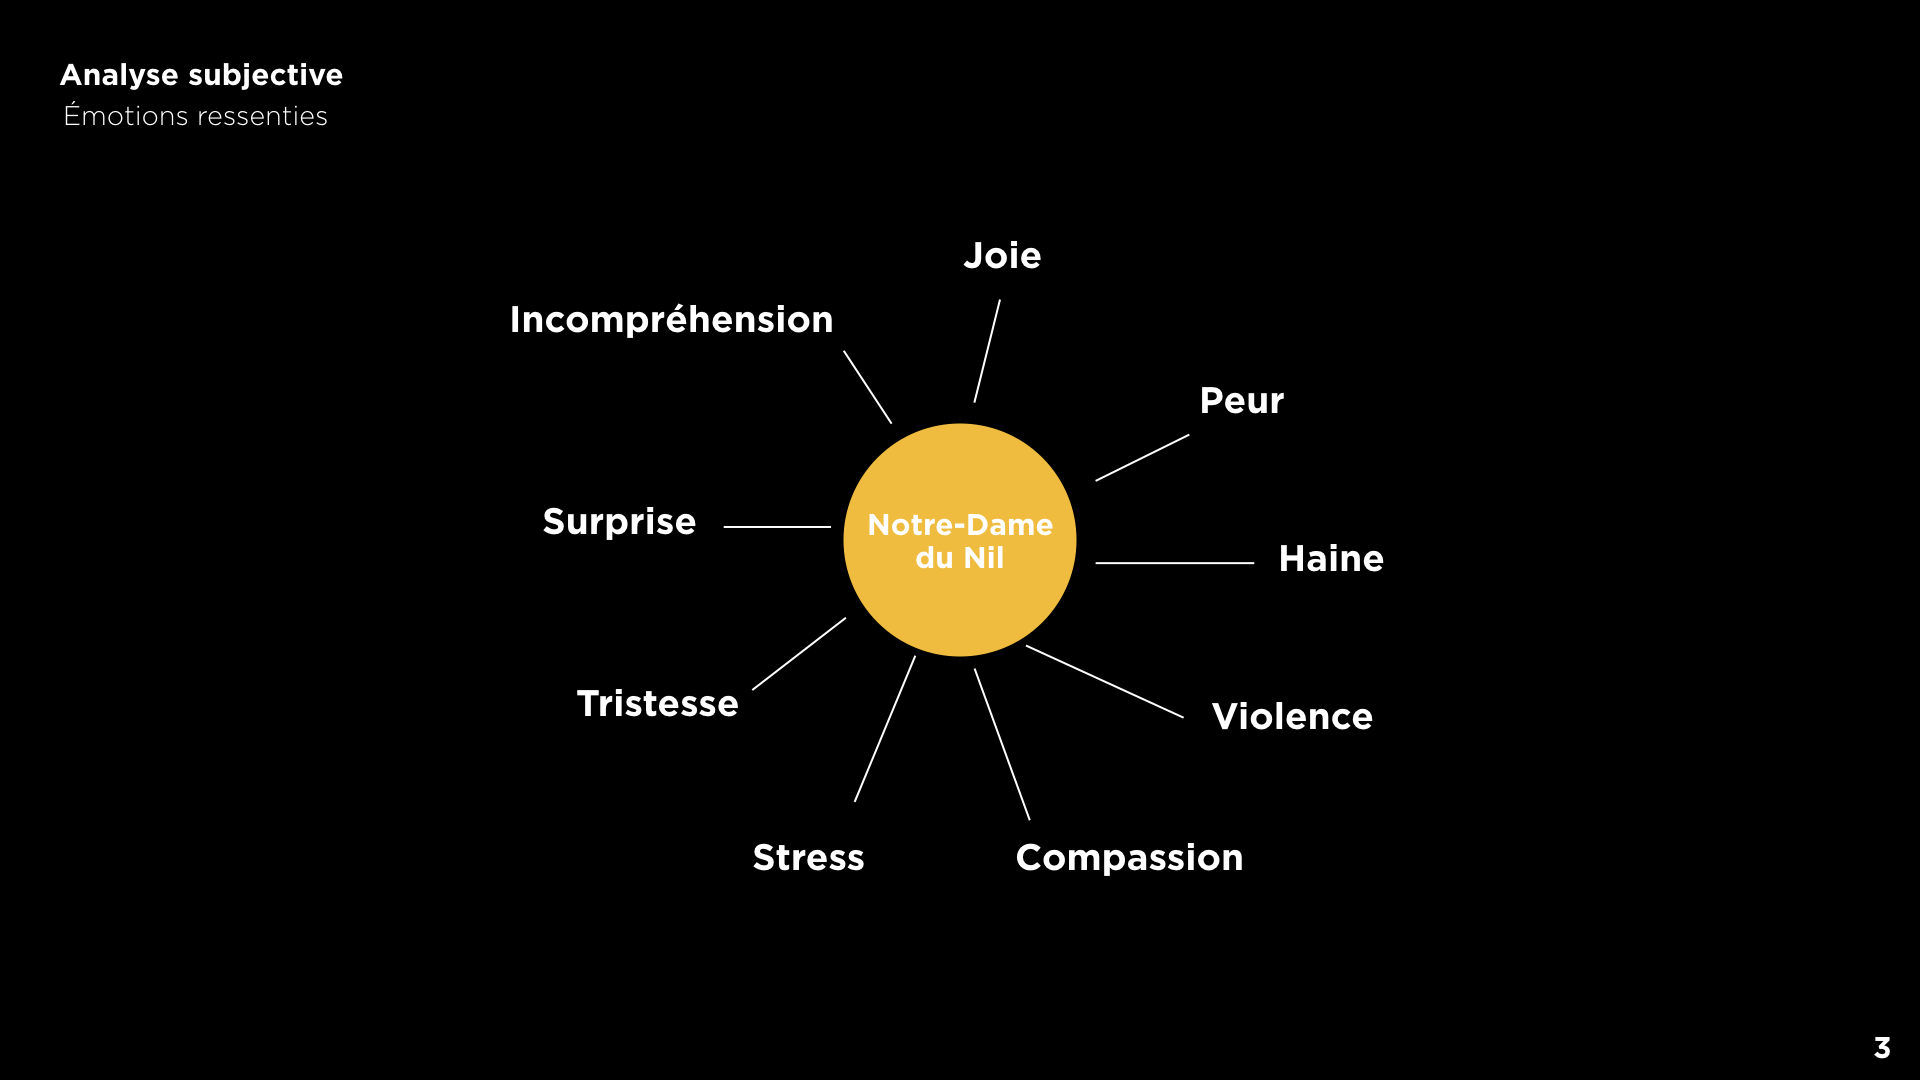 Analyse subjective
Émotions ressenties
Joie
Incompréhension
Peur
Surprise
Notre-Dame
du Nil
Haine
Tristesse
Violence
Stress
Compassion
3